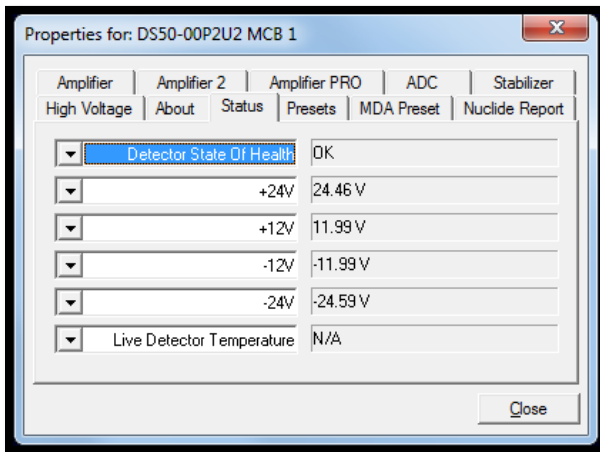 Properties for: DS50-00P2U2 MCB 1
Amplifier Amplifier 2 Amplifier PRO ADC Stabilizer
High Voltage About Status Presets MDA Preset Nuclide Report
Detector State Of Health OK
+24V 24.46 V
+12V 11.99 V
-12V -11.99 V
-24V -24.59 V
Live Detector Temperature N/A
Close